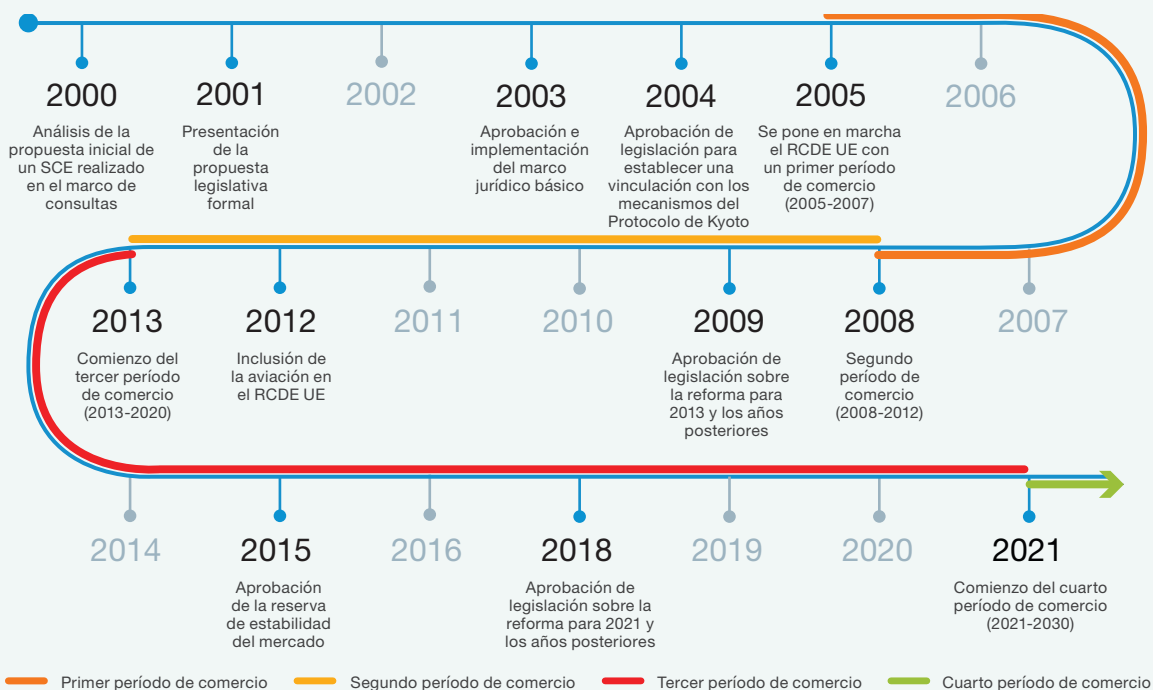 2000
Análisis de la
propuesta inicial de
un SCE realizado
en el marco de
consultas
2001
Presentación
de la
propuesta
legislativa
formal
2002
2003
Aprobación e
implementación
del marco
jurídico básico
2004
Aprobación de
legislación para
establecer una
vinculación con los
mecanismos del
Protocolo de Kyoto
2005
Se pone en marcha
el RCDE UE con
un primer período
de comercio
(2005-2007)
2006
2013
Comienzo del
tercer período
de comercio
(2013-2020)
2012
Inclusión de
la aviación en
el RCDE UE
2011
2010
2009
Aprobación de
legislación sobre
la reforma para
2013 y los años
posteriores
2008
Segundo
período de
comercio
(2008-2012)
2007
2014
2015
Aprobación
de la reserva
de estabilidad
del mercado
2016
2018
Aprobación de
legislación sobre la
reforma para 2021 y
los años posteriores
2019
2020
2021
Comienzo del cuarto
período de comercio
(2021-2030)
Primer período de comercio
Segundo período de comercio
Tercer período de comercio
Cuarto período de comercio